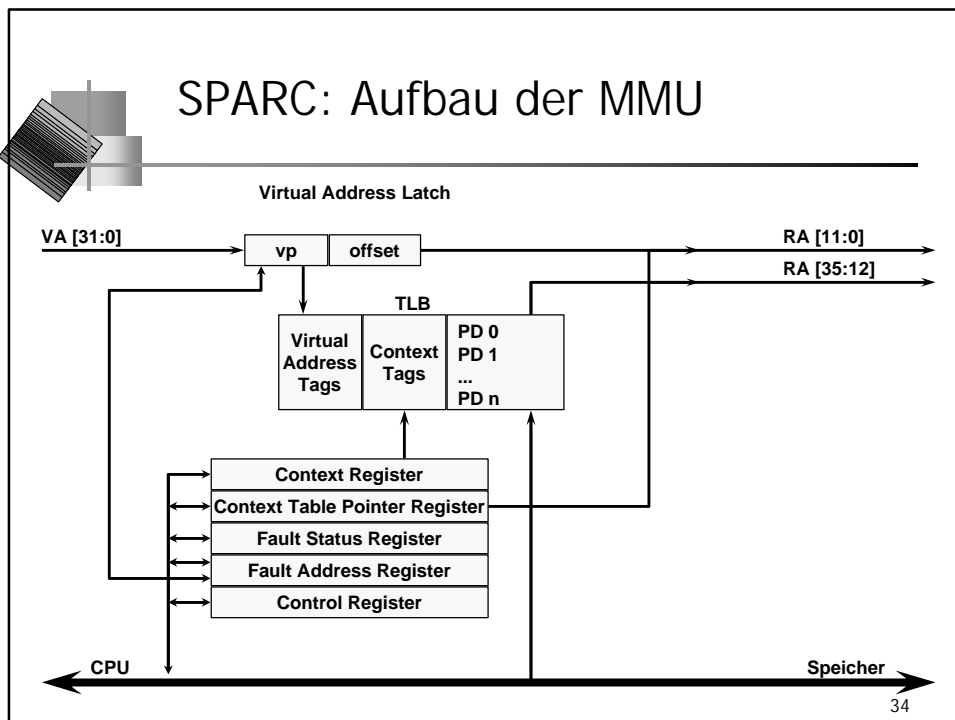 SPARC: Aufbau der MMU
Virtual Address Latch
VA [31:0]
vp
offset
RA [11:0]
RA [35:12]
TLB
Virtual
Address
Tags
Context
Tags
PD 0
PD 1
...
PD n
Context Register
Context Table Pointer Register
Fault Status Register
Fault Address Register
Control Register
CPU
Speicher
34